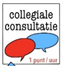 collegiale
consultatie
1 punt / uur